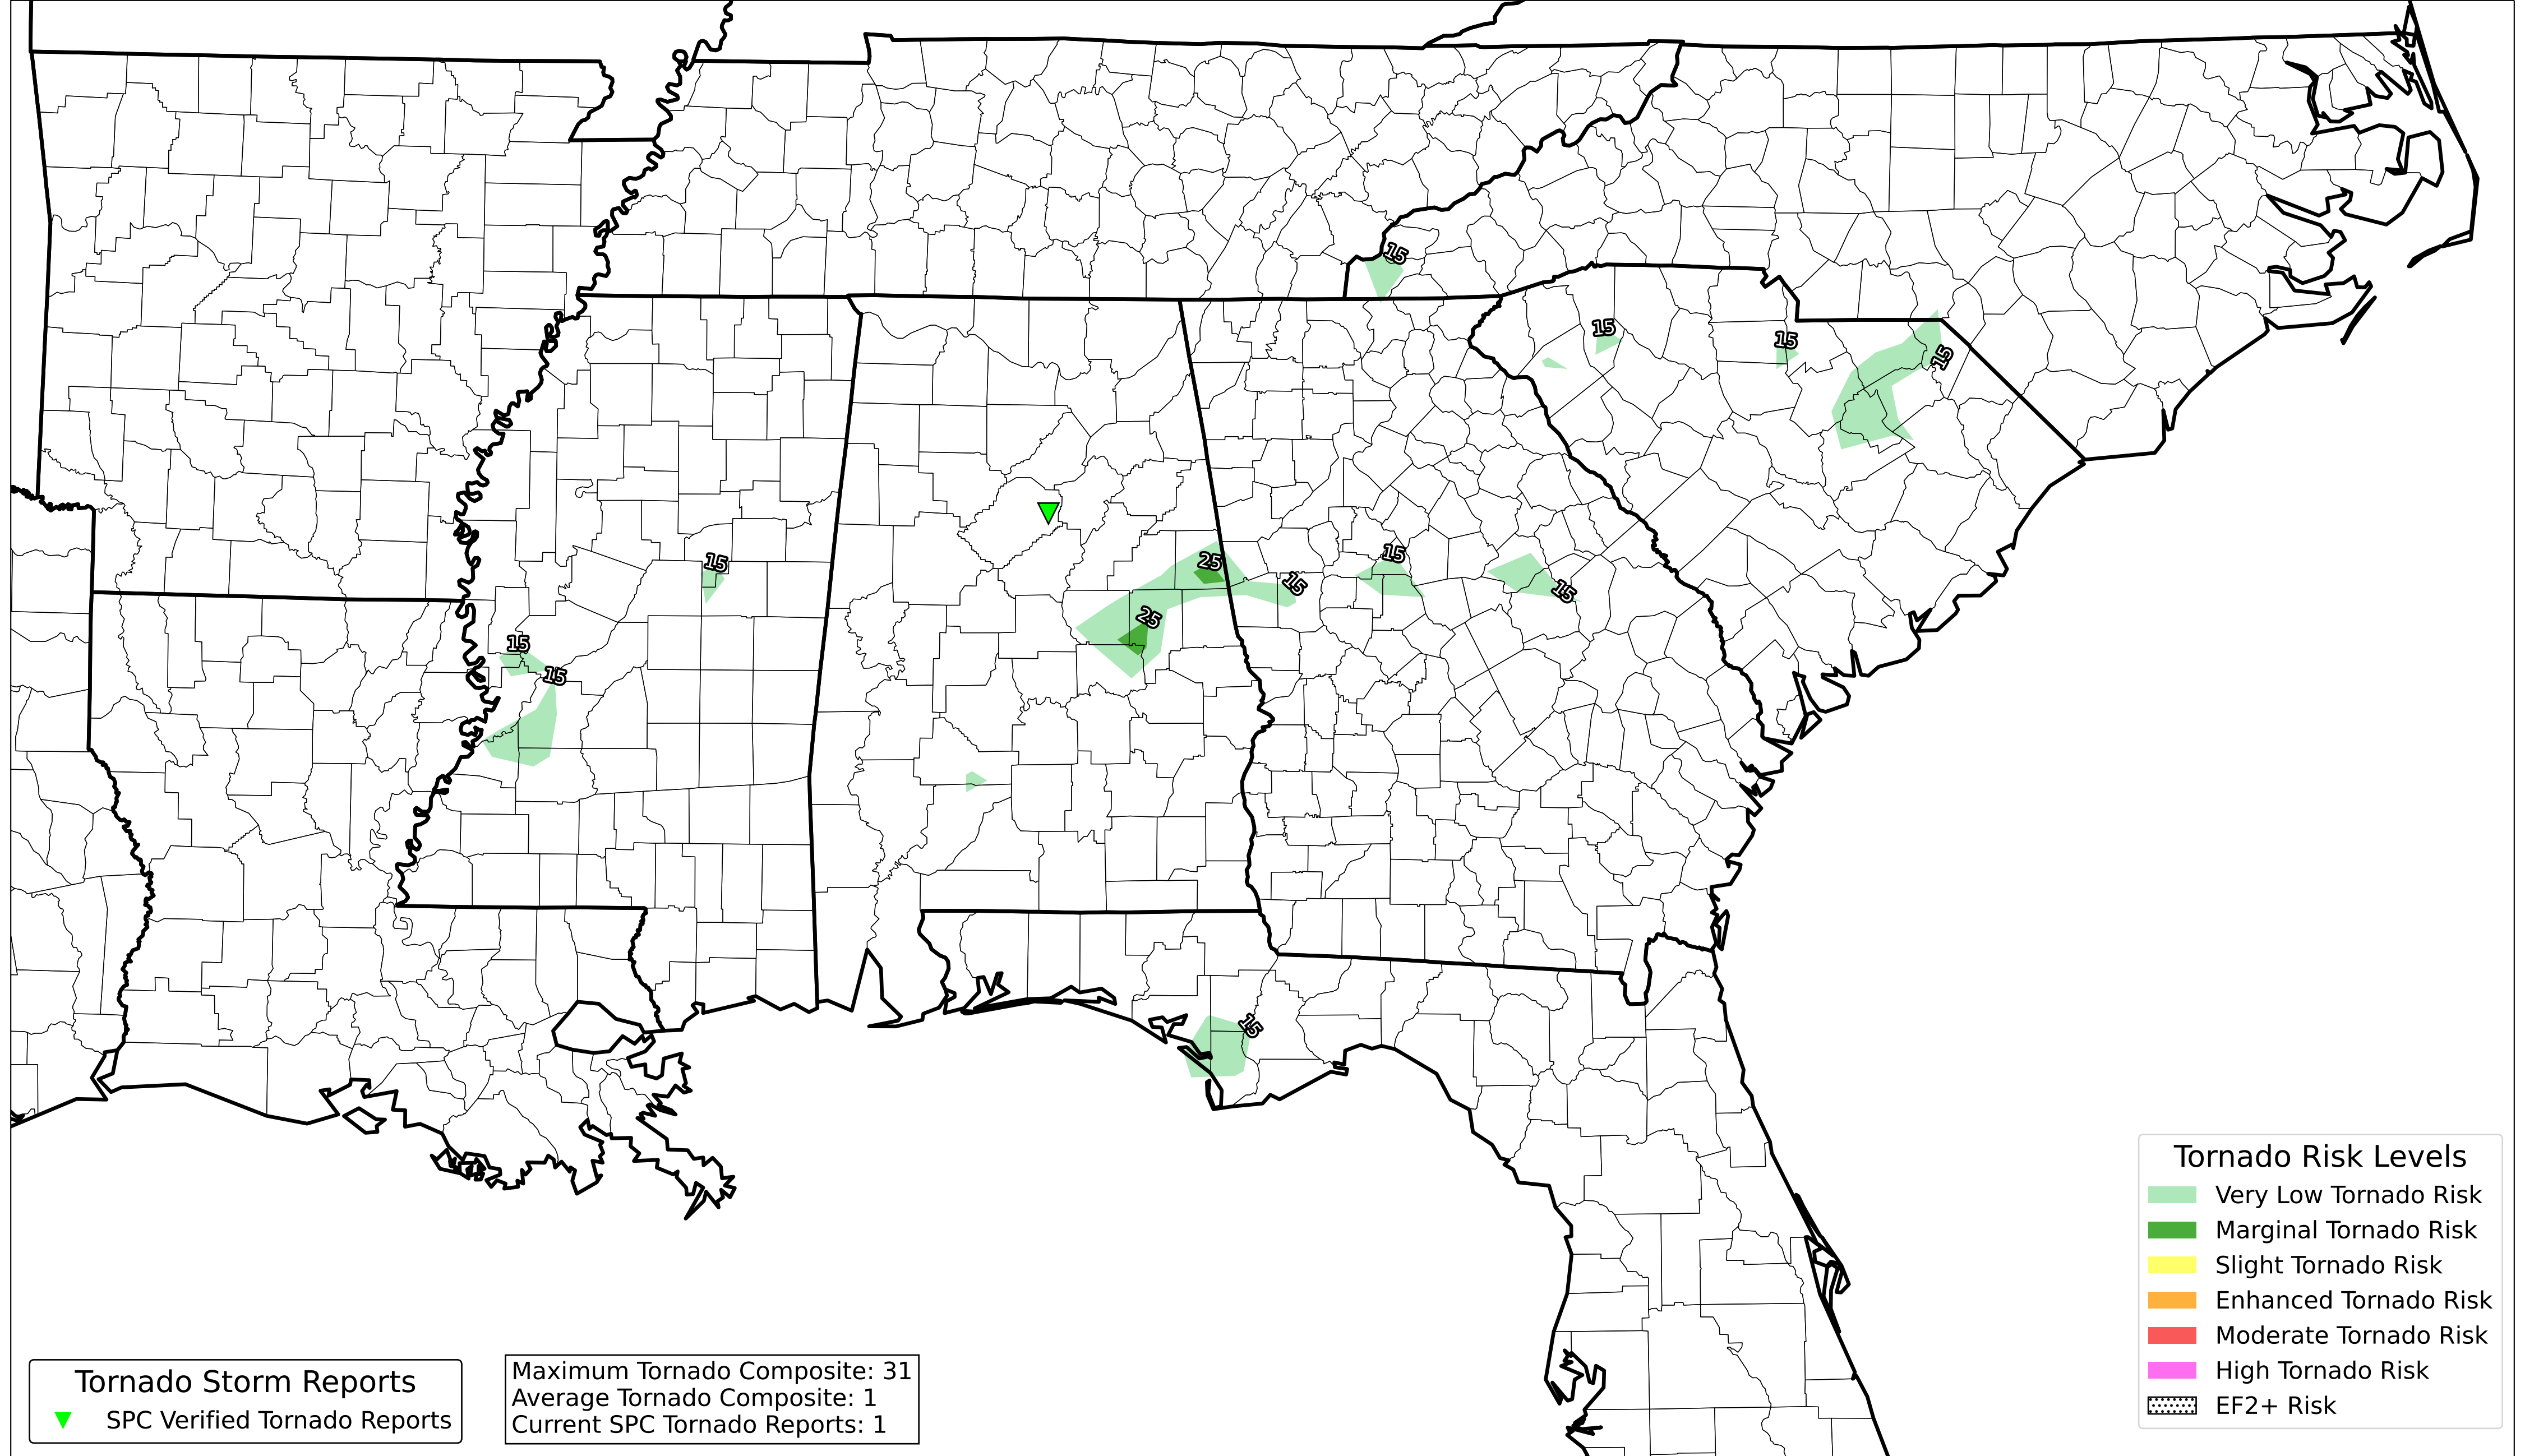 15
15
15
15
25
15
15
15
15
25
15
15
15
Tornado Risk Levels
Very Low Tornado Risk
Marginal Tornado Risk
Slight Tornado Risk
Enhanced Tornado Risk
Moderate Tornado Risk
High Tornado Risk
EF2+ Risk
Tornado Storm Reports
SPC Verified Tornado Reports
Maximum Tornado Composite: 31
Average Tornado Composite: 1
Current SPC Tornado Reports: 1